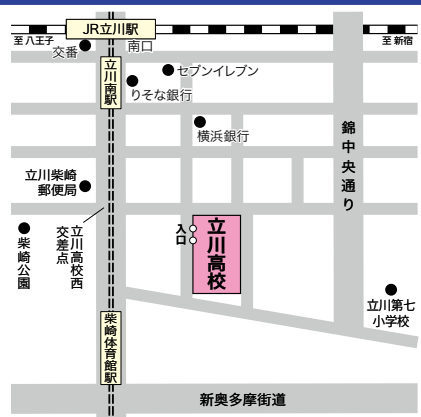 JR立川駅
至 八王子
交番
南口
至 新宿
セブンイレブン
立川南駅
りそな銀行
横浜銀行
錦中央通り
立川柴崎
郵便局
入口
立川高校
立川高校西
交差点
柴崎公園
立川第七
小学校
柴崎体育館駅
新奥多摩街道